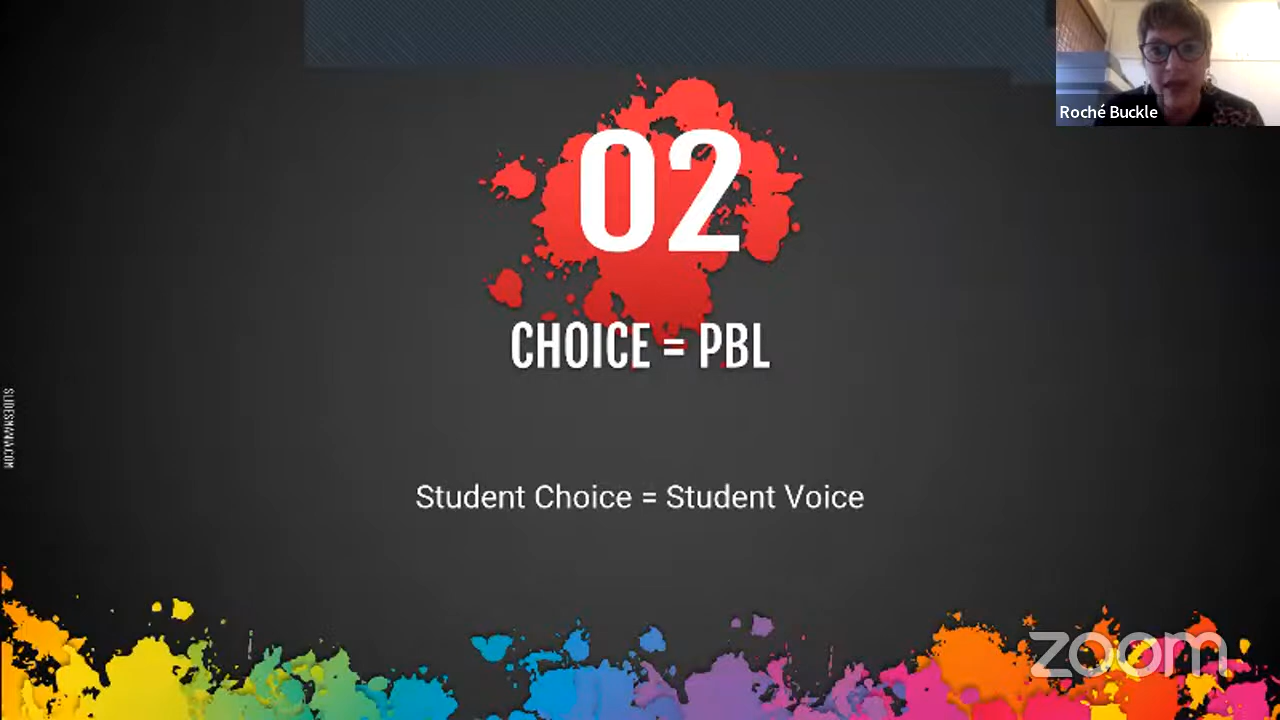 Roché Buckle
02
CHOICE = PBL
Student Choice = Student Voice
SLIDESMANIA.COM
zoom